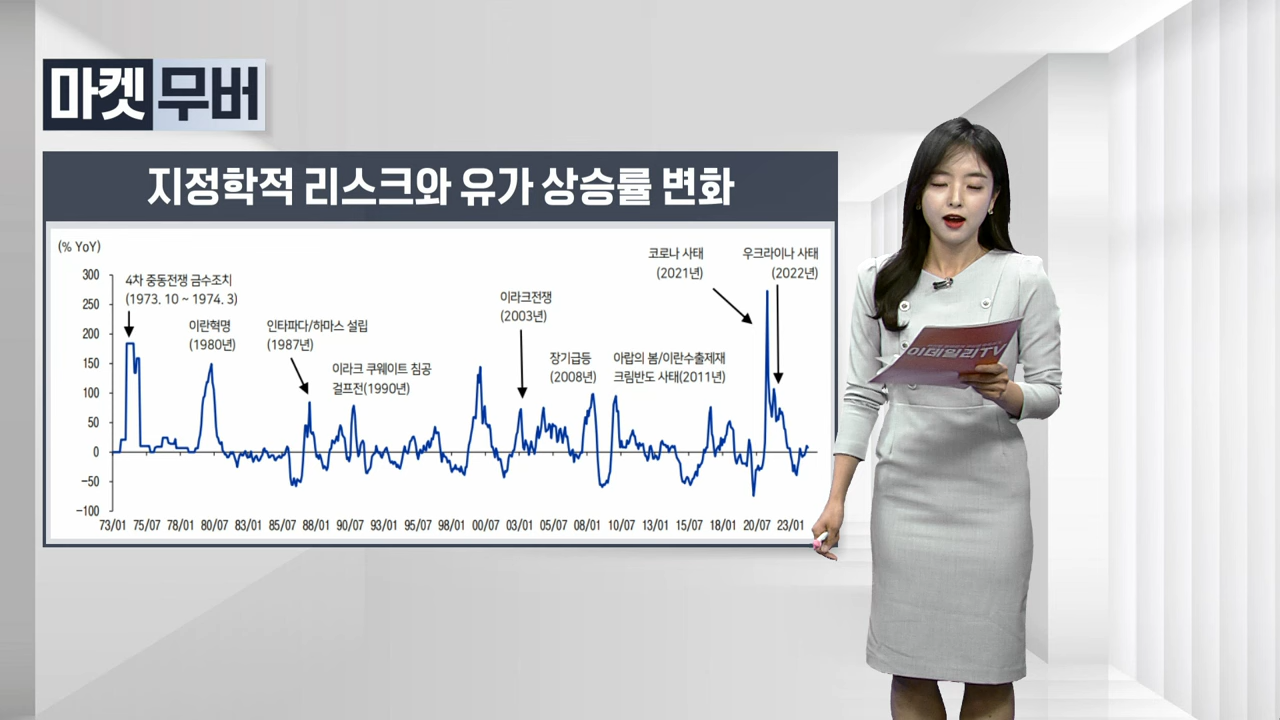 마켓무버
지정학적 리스크와 유가 상승률 변화
(% YoY)
코로나 사태
(2021년)
우크라이나 사태
(2022년)
4차 중동전쟁 금수조치
(1973. 10 ~ 1974. 3)
이란혁명
(1980년)
인타파다/하마스 설립
(1987년)
이라크 쿠웨이트 침공
걸프전(1990년)
이라크전쟁
(2003년)
장기급등
(2008년)
아랍의 봄/이란수출제재
크림반도 사태(2011년)
300
250
200
150
100
50
0
−50
−100
73/01 75/07 78/01 80/07 83/01 85/07 88/01 90/07 93/01 95/07 98/01 00/07 03/01 05/07 08/01 10/07 13/01 15/07 18/01 20/07 23/01
이데일리TV